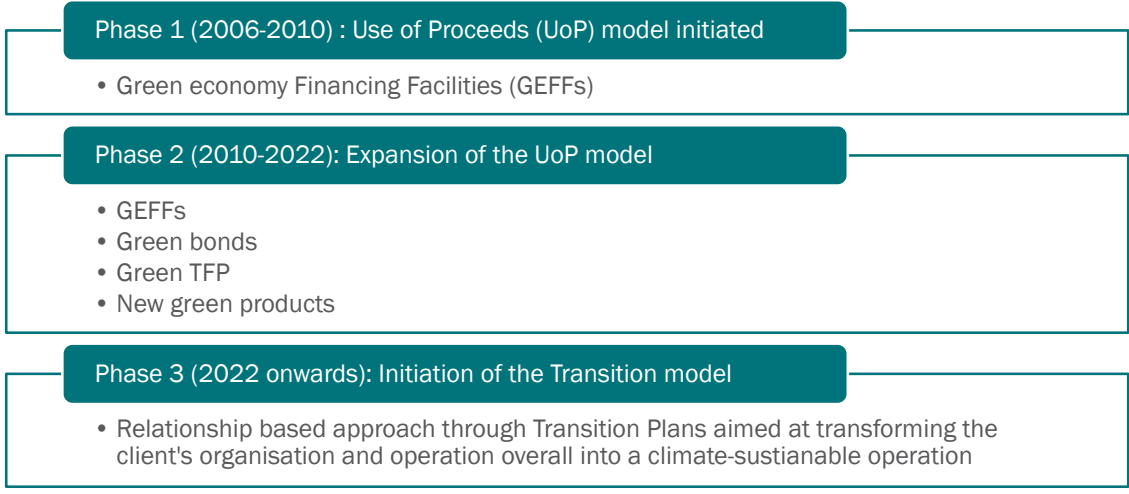 Phase 1 (2006-2010) : Use of Proceeds (UoP) model initiated
• Green economy Financing Facilities (GEFFs)
Phase 2 (2010-2022): Expansion of the UoP model
• GEFFs
• Green bonds
• Green TFP
• New green products
Phase 3 (2022 onwards): Initiation of the Transition model
• Relationship based approach through Transition Plans aimed at transforming the
client's organisation and operation overall into a climate-sustianable operation